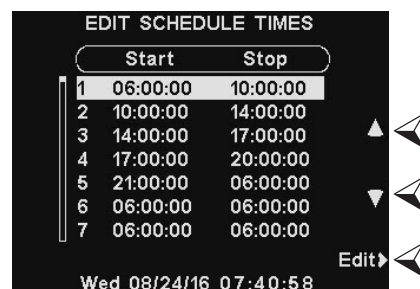 EDIT SCHEDULE TIMES
Start Stop
1 06:00:00 10:00:00
2 10:00:00 14:00:00
3 14:00:00 17:00:00
4 17:00:00 20:00:00
5 21:00:00 06:00:00
6 06:00:00 06:00:00
7 06:00:00 06:00:00
Edit
Wed 08/24/16 07:40:58